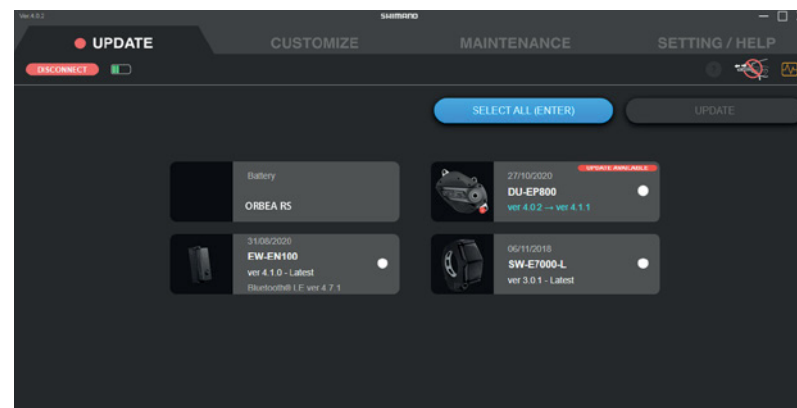 Ver.4.0.2
SHIMANO
UPDATE
CUSTOMIZE
MAINTENANCE
SETTING / HELP
DISCONNECT
SELECT ALL (ENTER)
UPDATE
Battery
ORBEA RS
UPDATE AVAILABLE
27/10/2020
DU-EP800
ver 4.0.2 → ver 4.1.1
31/08/2020
EW-EN100
ver 4.1.0 - Latest
Bluetooth® LE ver 4.7.1
06/11/2018
SW-E7000-L
ver 3.0.1 - Latest